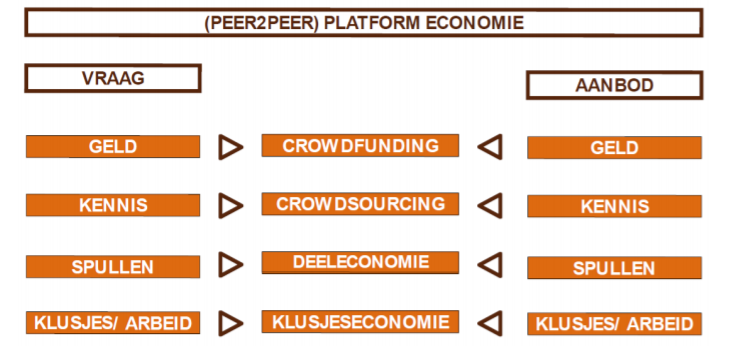 (PEER2PEER) PLATFORM ECONOMIE
VRAAG
AANBOD
GELD CROWDFUNDING GELD
KENNIS CROWDSOURCING KENNIS
SPULLEN DEELECONOMIE SPULLEN
KLUSJES/ ARBEID KLUSJESECONOMIE KLUSJES/ ARBEID